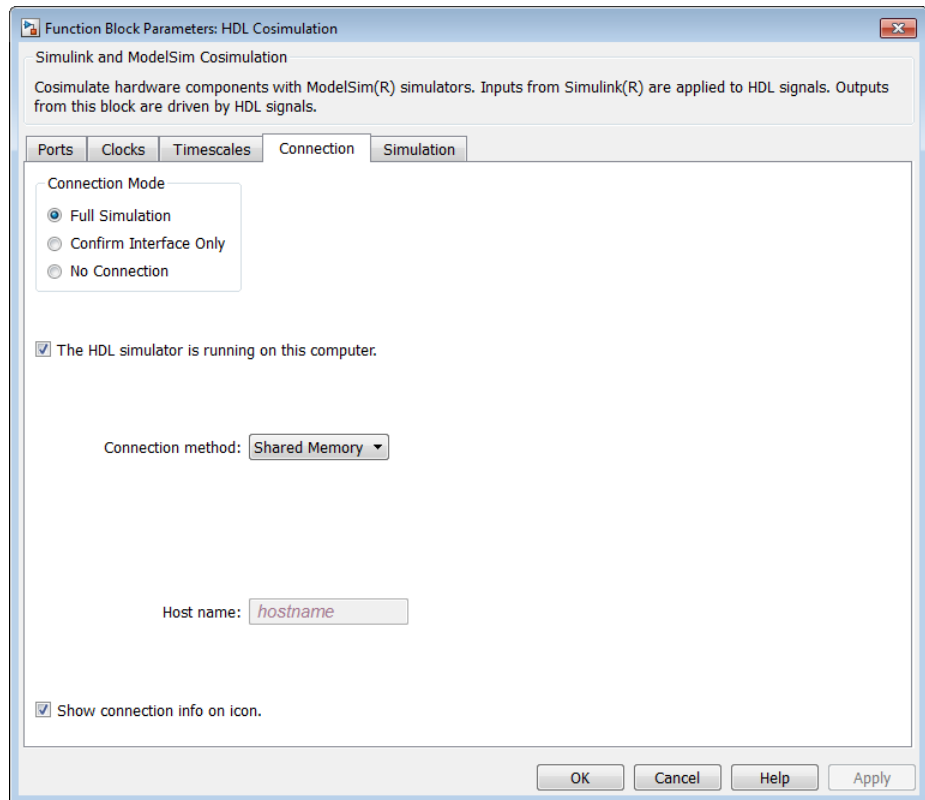 Function Block Parameters: HDL Cosimulation
Simulink and ModelSim Cosimulation
Cosimulate hardware components with ModelSim(R) simulators. Inputs from Simulink(R) are applied to HDL signals. Outputs
from this block are driven by HDL signals.
Ports Clocks Timescales Connection Simulation
Connection Mode
Full Simulation
Confirm Interface Only
No Connection
The HDL simulator is running on this computer.
Connection method: Shared Memory
Host name: hostname
Show connection info on icon.
OK Cancel Help Apply